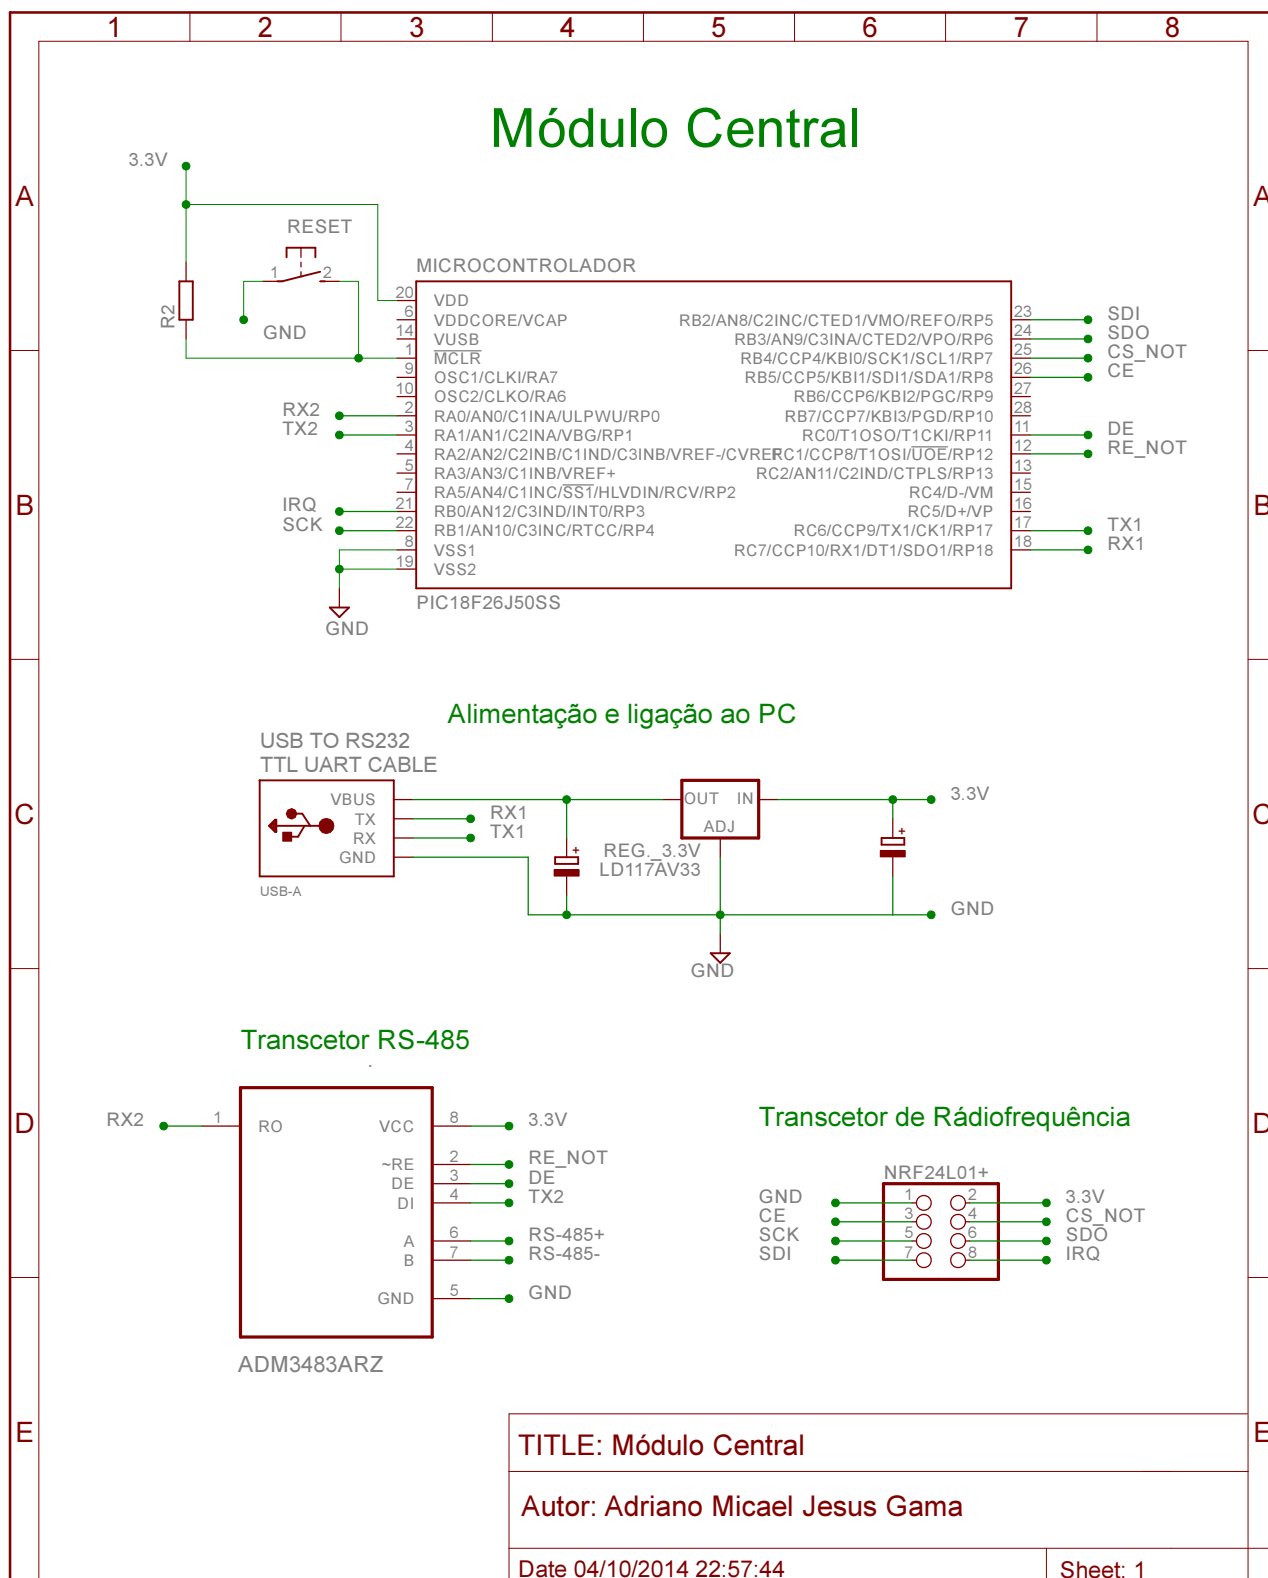 1 2 3 4 5 6 7 8
Módulo Central
3.3V
A A
RESET
1 2
MICROCONTROLADOR
R2
GND
20 VDD
6 VDDCORE/VCAP RB2/AN8/C2INC/CTED1/VMO/REFO/RP5 23 SDI
14 VUSB RB3/AN9/C3INA/CTED2/VPO/RP6 24 SDO
1 MCLR RB4/CCP4/KBI0/SCK1/SCL1/RP7 25 CS_NOT
9 OSC1/CLKI/RA7 RB5/CCP5/KBI1/SDI1/SDA1/RP8 26 CE
10 OSC2/CLKO/RA6 RB6/CCP6/KBI2/PGC/RP9 27
RX2 2 RA0/AN0/C1INA/ULPWU/RP0 RB7/CCP7/KBI3/PGD/RP10 28
TX2 3 RA1/AN1/C2INA/VBG/RP1 RC0/T1OSO/T1CKI/RP11 11 DE
4 RA2/AN2/C2INB/C1IND/C3INB/VREF-/CVREF RC1/CCP8/T1OSI/UOE/RP12 12 RE_NOT
5 RA3/AN3/C1INB/VREF+ RC2/AN11/C2IND/CTPLS/RP13 13
7 RA5/AN4/C1INC/SS1/HLVDIN/RCV/RP2 RC4/D-/VM 15
B B
IRQ 21 RB0/AN12/C3IND/INT0/RP3 RC5/D+/VP 16
SCK 22 RB1/AN10/C3INC/RTCC/RP4 RC6/CCP9/TX1/CK1/RP17 17 TX1
8 VSS1 RC7/CCP10/RX1/DT1/SDO1/RP18 18 RX1
19 VSS2
PIC18F26J50SS
GND
Alimentação e ligação ao PC
USB TO RS232
TTL UART CABLE
VBUS OUT IN 3.3V
C C
TX RX1
RX TX1
ADJ
GND
+ +
REG._3.3V
LD117AV33
USB-A
GND
GND
Transcetor RS-485
D D
RX2 1 RO VCC 8 3.3V
~RE 2 RE_NOT
DE 3 DE
DI 4 TX2
A 6 RS-485+
B 7 RS-485-
GND 5 GND
ADM3483ARZ
Transcetor de Rádiofrequência
NRF24L01+
GND 1 2 3.3V
CE 3 4 CS_NOT
SCK 5 6 SDO
SDI 7 8 IRQ
E E
TITLE: Módulo Central
Autor: Adriano Micael Jesus Gama
Date 04/10/2014 22:57:44 Sheet: 1